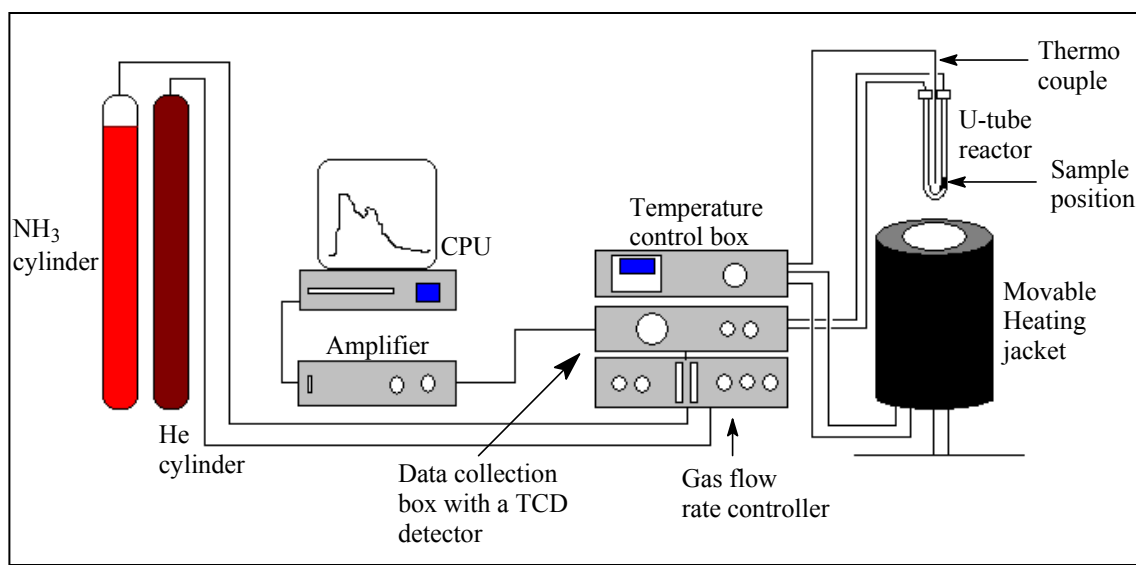 Thermo
couple
U-tube
reactor
Sample
position
NH3
cylinder
CPU
Temperature
control box
Movable
Heating
jacket
Amplifier
He
cylinder
Data collection
box with a TCD
detector
Gas flow
rate controller